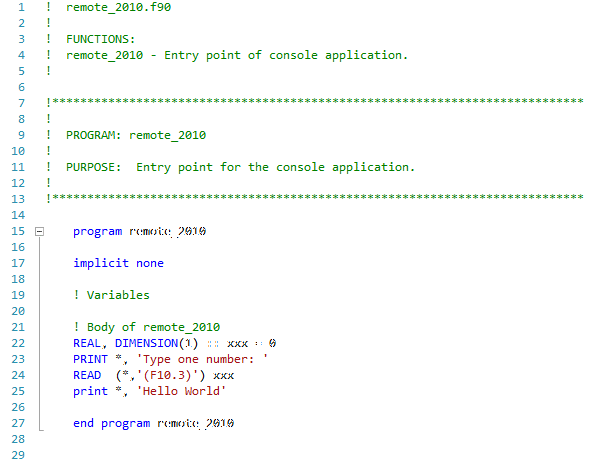 1 ! remote_2010.f90
2 !
3 ! FUNCTIONS:
4 ! remote_2010 - Entry point of console application.
5 !
6
7 !****************************************************************************
8 !
9 ! PROGRAM: remote_2010
10 !
11 ! PURPOSE:  Entry point for the console application.
12 !
13 !****************************************************************************
14
15 program remote_2010
16
17 implicit none
18
19 ! Variables
20
21 ! Body of remote_2010
22 REAL, DIMENSION(1) :: xxx = 0
23 PRINT *, 'Type one number: '
24 READ  (*,'(F10.3)') xxx
25 print *, 'Hello World'
26
27 end program remote_2010
28
29